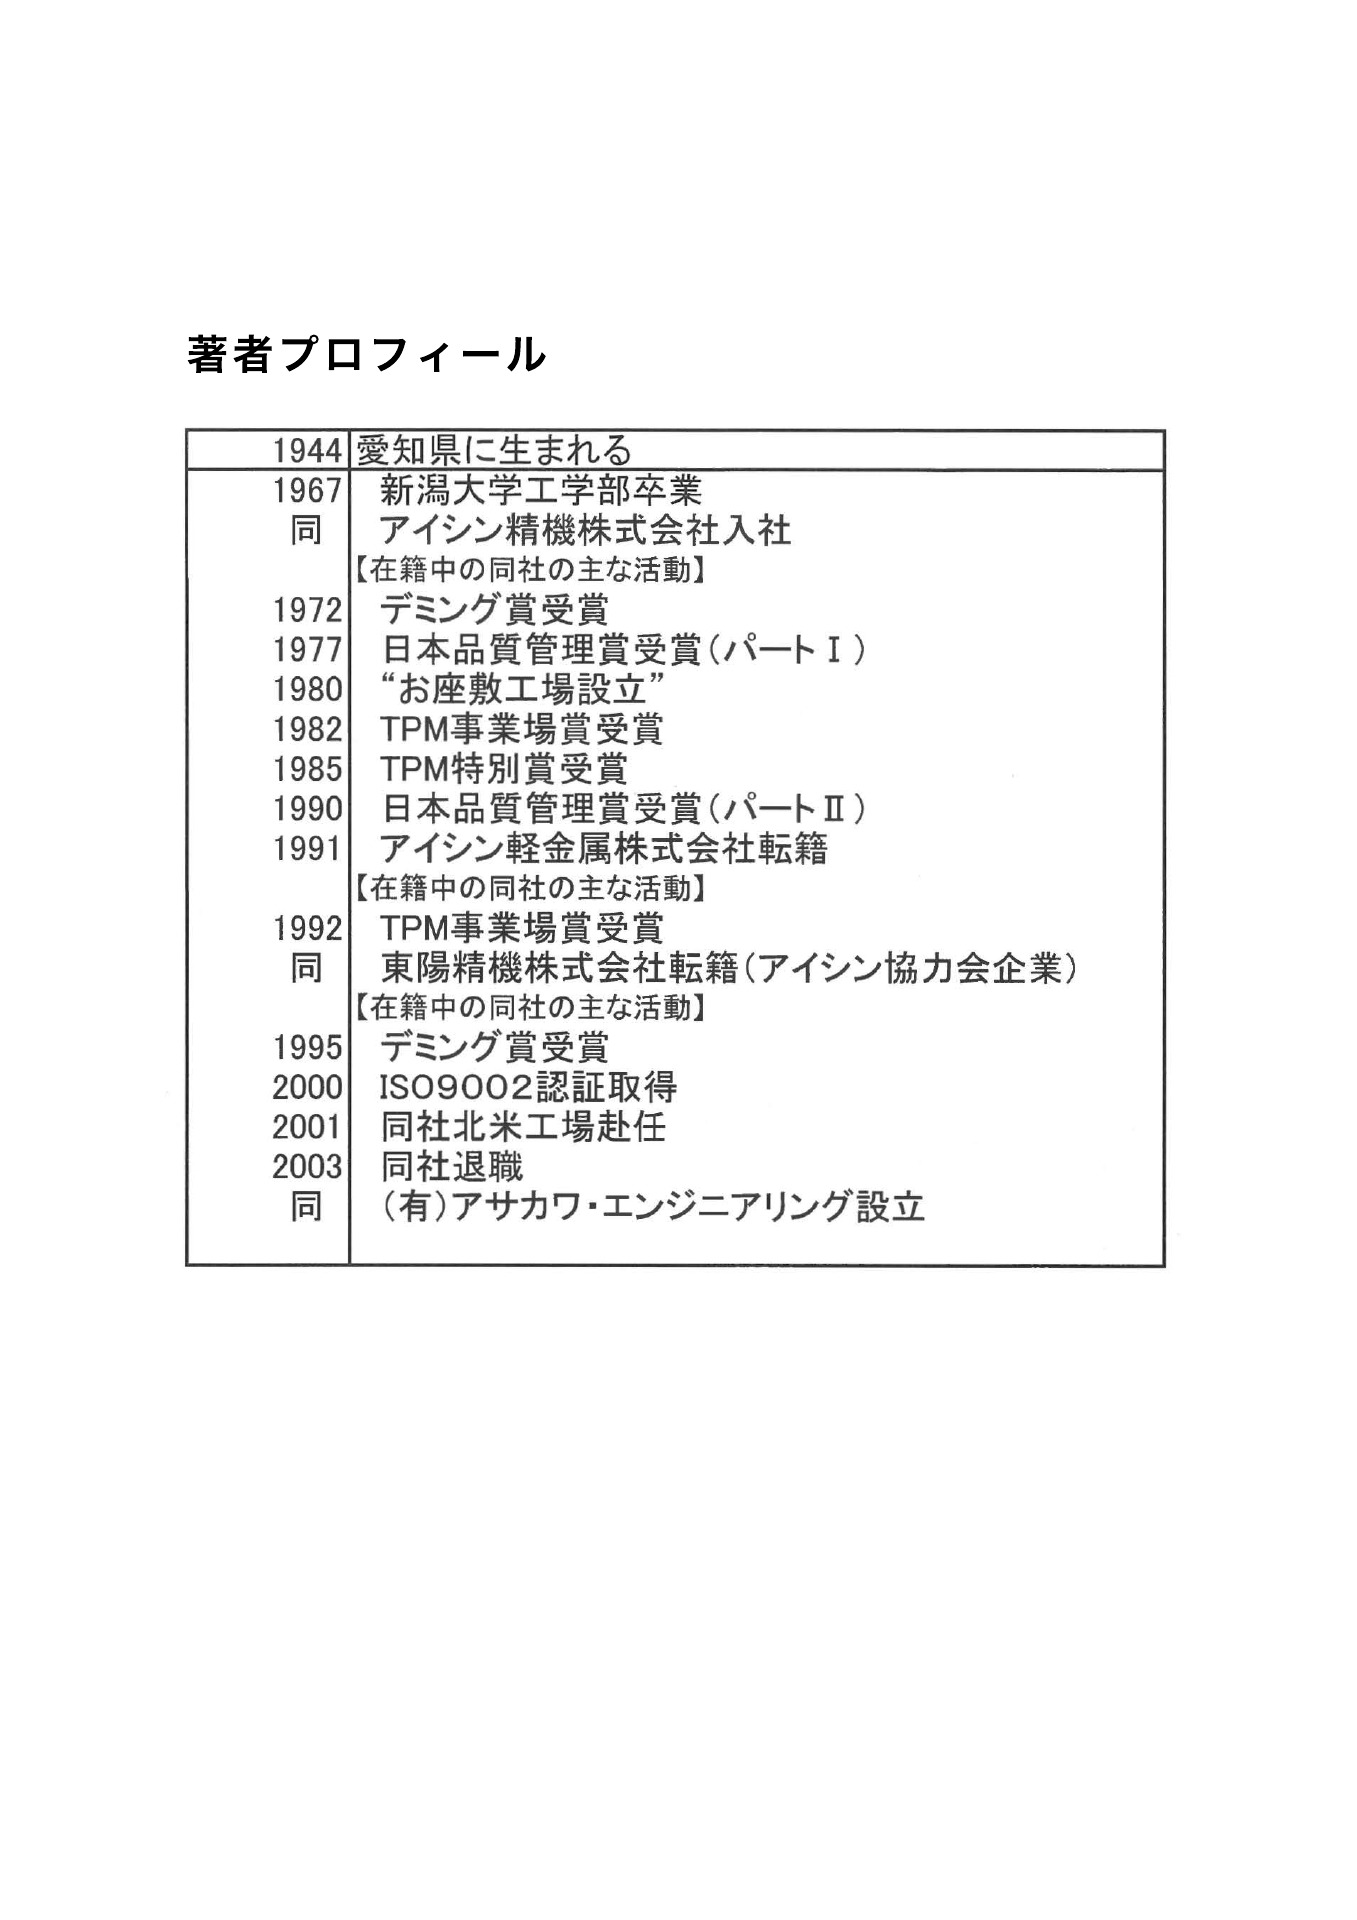 著者プロフィール
1944 愛知県に生まれる
1967 新潟大学工学部卒業
同 アイシン精機株式会社入社
【在籍中の同社の主な活動】
1972 デミング賞受賞
1977 日本品質管理賞受賞(パートⅠ)
1980 “お座敷工場設立”
1982 TPM事業場賞受賞
1985 TPM特別賞受賞
1990 日本品質管理賞受賞(パートⅡ)
1991 アイシン軽金属株式会社転籍
【在籍中の同社の主な活動】
1992 TPM事業場賞受賞
同 東陽精機株式会社転籍(アイシン協力会企業)
【在籍中の同社の主な活動】
1995 デミング賞受賞
2000 ISO9002認証取得
2001 同社北米工場赴任
2003 同社退職
同 (有)アサカワ・エンジニアリング設立